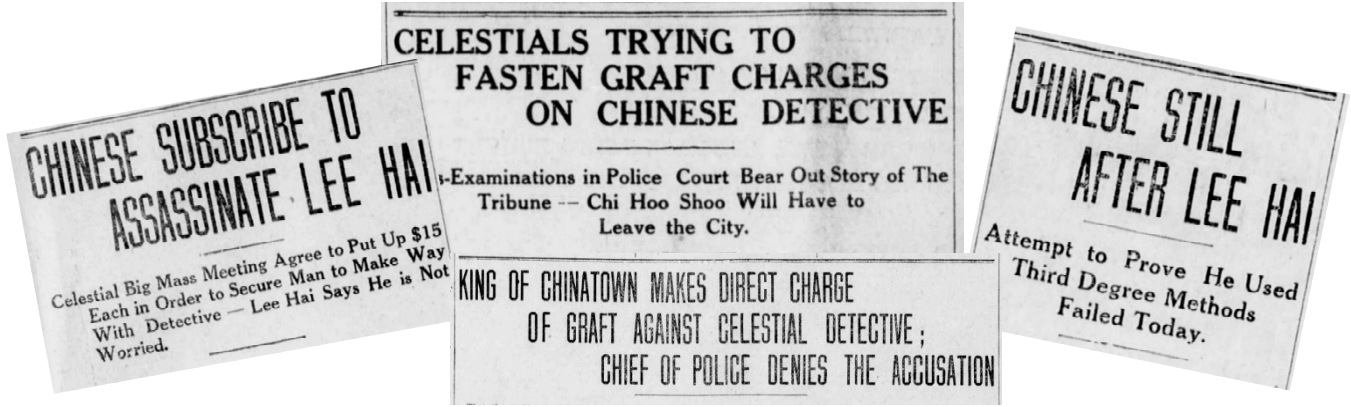 CHINESE SUBSCRIBE TO
ASSASSINATE LEE HAI
Celestial Big Mass Meeting Agree to Put Up $15
Each in Order to Secure Man to Make Way
With Detective — Lee Hai Says He is Not
Worried.
CELESTIALS TRYING TO
FASTEN GRAFT CHARGES
ON CHINESE DETECTIVE
s-Examinations in Police Court Bear Out Story of The
Tribune -- Chi Hoo Shoo Will Have to
Leave the City.
KING OF CHINATOWN MAKES DIRECT CHARGE
OF GRAFT AGAINST CELESTIAL DETECTIVE;
CHIEF OF POLICE DENIES THE ACCUSATION
CHINESE STILL
AFTER LEE HAI
Attempt to Prove He Used
Third Degree Methods
Failed Today.